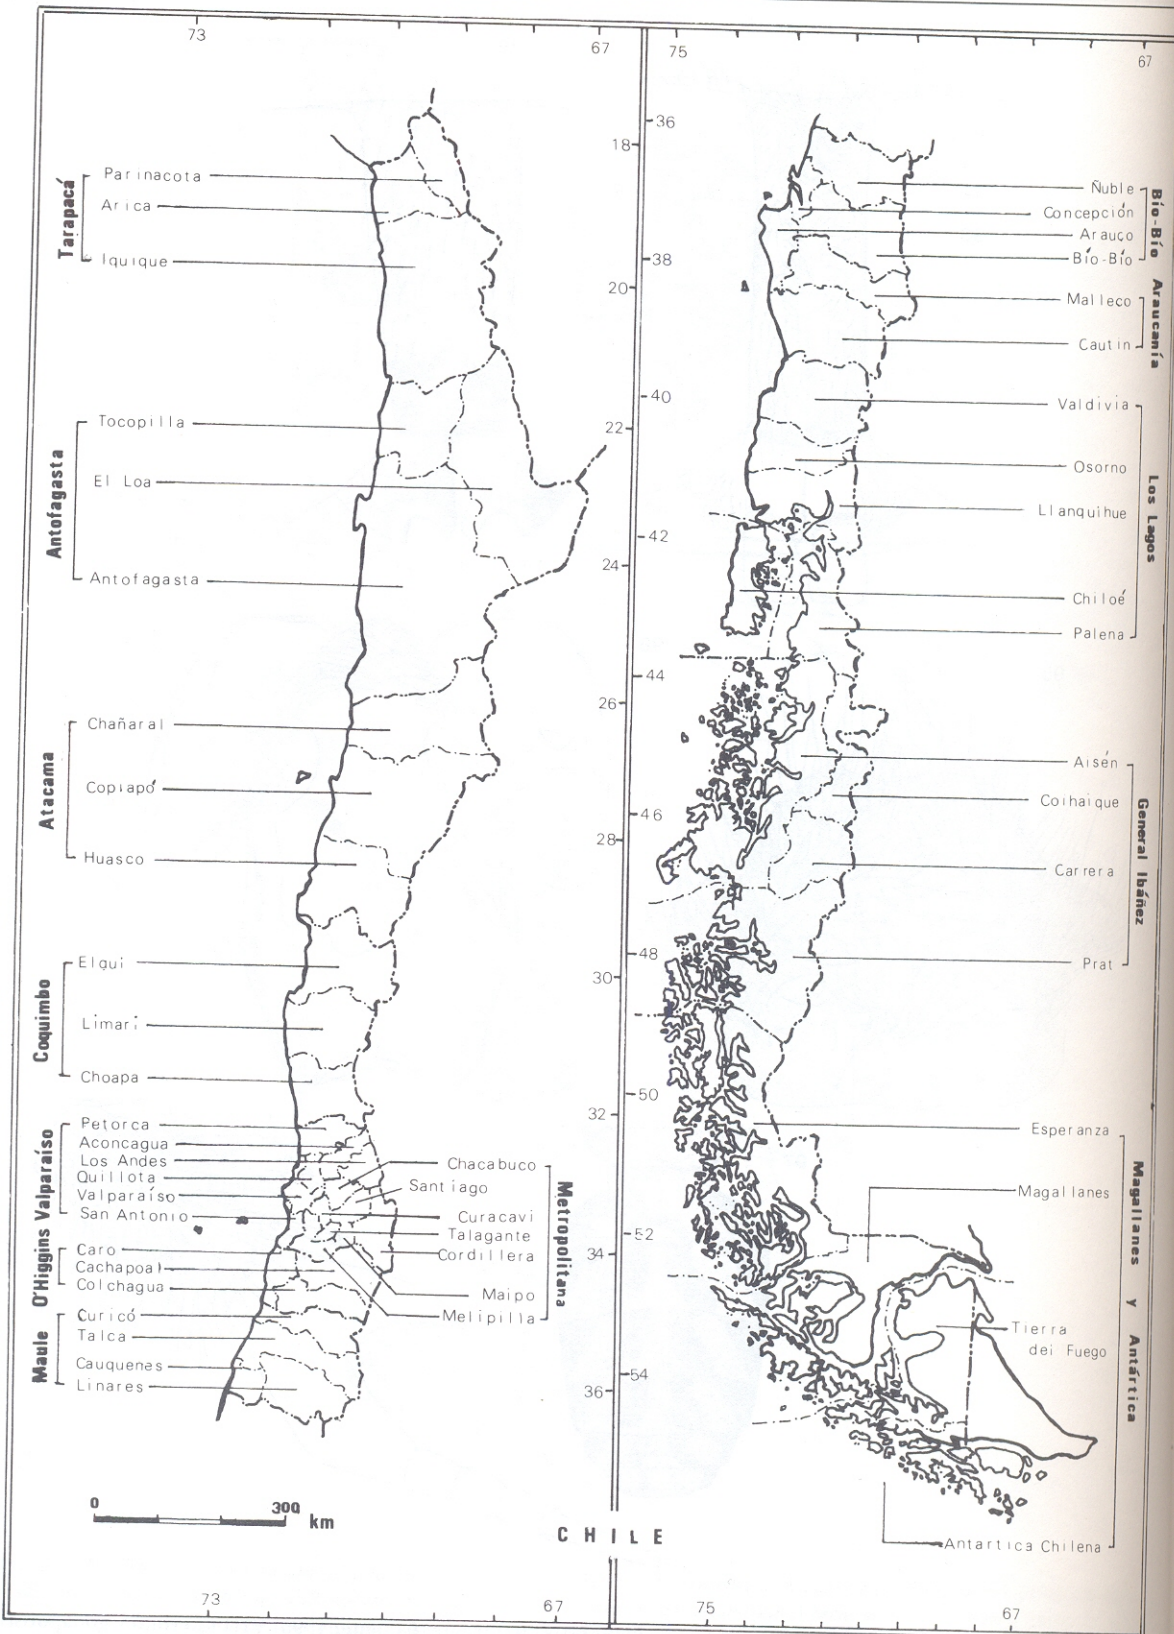 73
67
75
67
18
20
22
24
26
28
30
32
34
36
36
38
40
42
44
46
48
50
52
54
Tarapacá
Parinacota
Arica
Iquique
Antofagasta
Tocopilla
El Loa
Antofagasta
Atacama
Chañaral
Copiapó
Huasco
Coquimbo
Elqui
Limarí
Choapa
Valparaíso
Petorca
Aconcagua
Los Andes
Quillota
Valparaíso
San Antonio
O'Higgins
Caro
Cachapoal
Colchagua
Maule
Curicó
Talca
Cauquenes
Linares
Metropolitana
Chacabuco
Santiago
Curacavi
Talagante
Cordillera
Maipo
Melipilla
Bío-Bío
Ñuble
Concepción
Arauço
Bío-Bío
Araucanía
Malleco
Cautin
Los Lagos
Valdivia
Osorno
Llanquihue
Chiloé
Palena
General Ibáñez
Aisén
Coihaique
Carrera
Prat
Magallanes y Antártica
Esperanza
Magallanes
Tierra
del Fuego
Antartica Chilena
0 300
km
CHILE
73
67
75
67